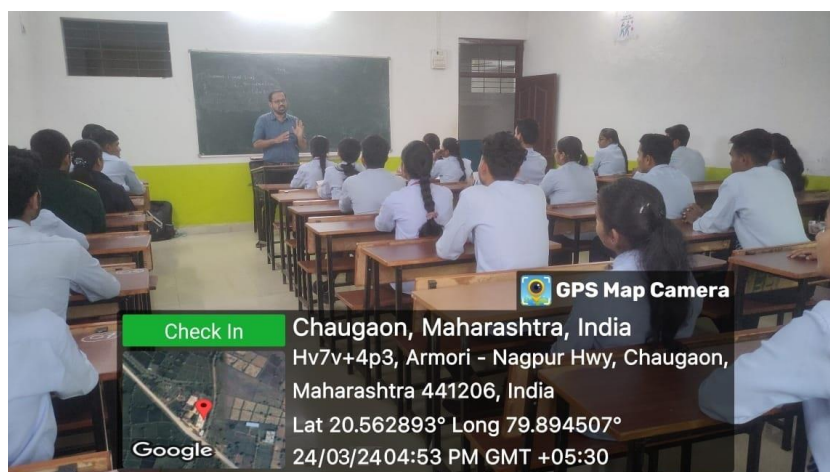 GPS Map Camera
Check In
Chaugaon, Maharashtra, India
Hv7v+4p3, Armori - Nagpur Hwy, Chaugaon,
Maharashtra 441206, India
Lat 20.562893° Long 79.894507°
24/03/24 04:53 PM GMT +05:30
Google